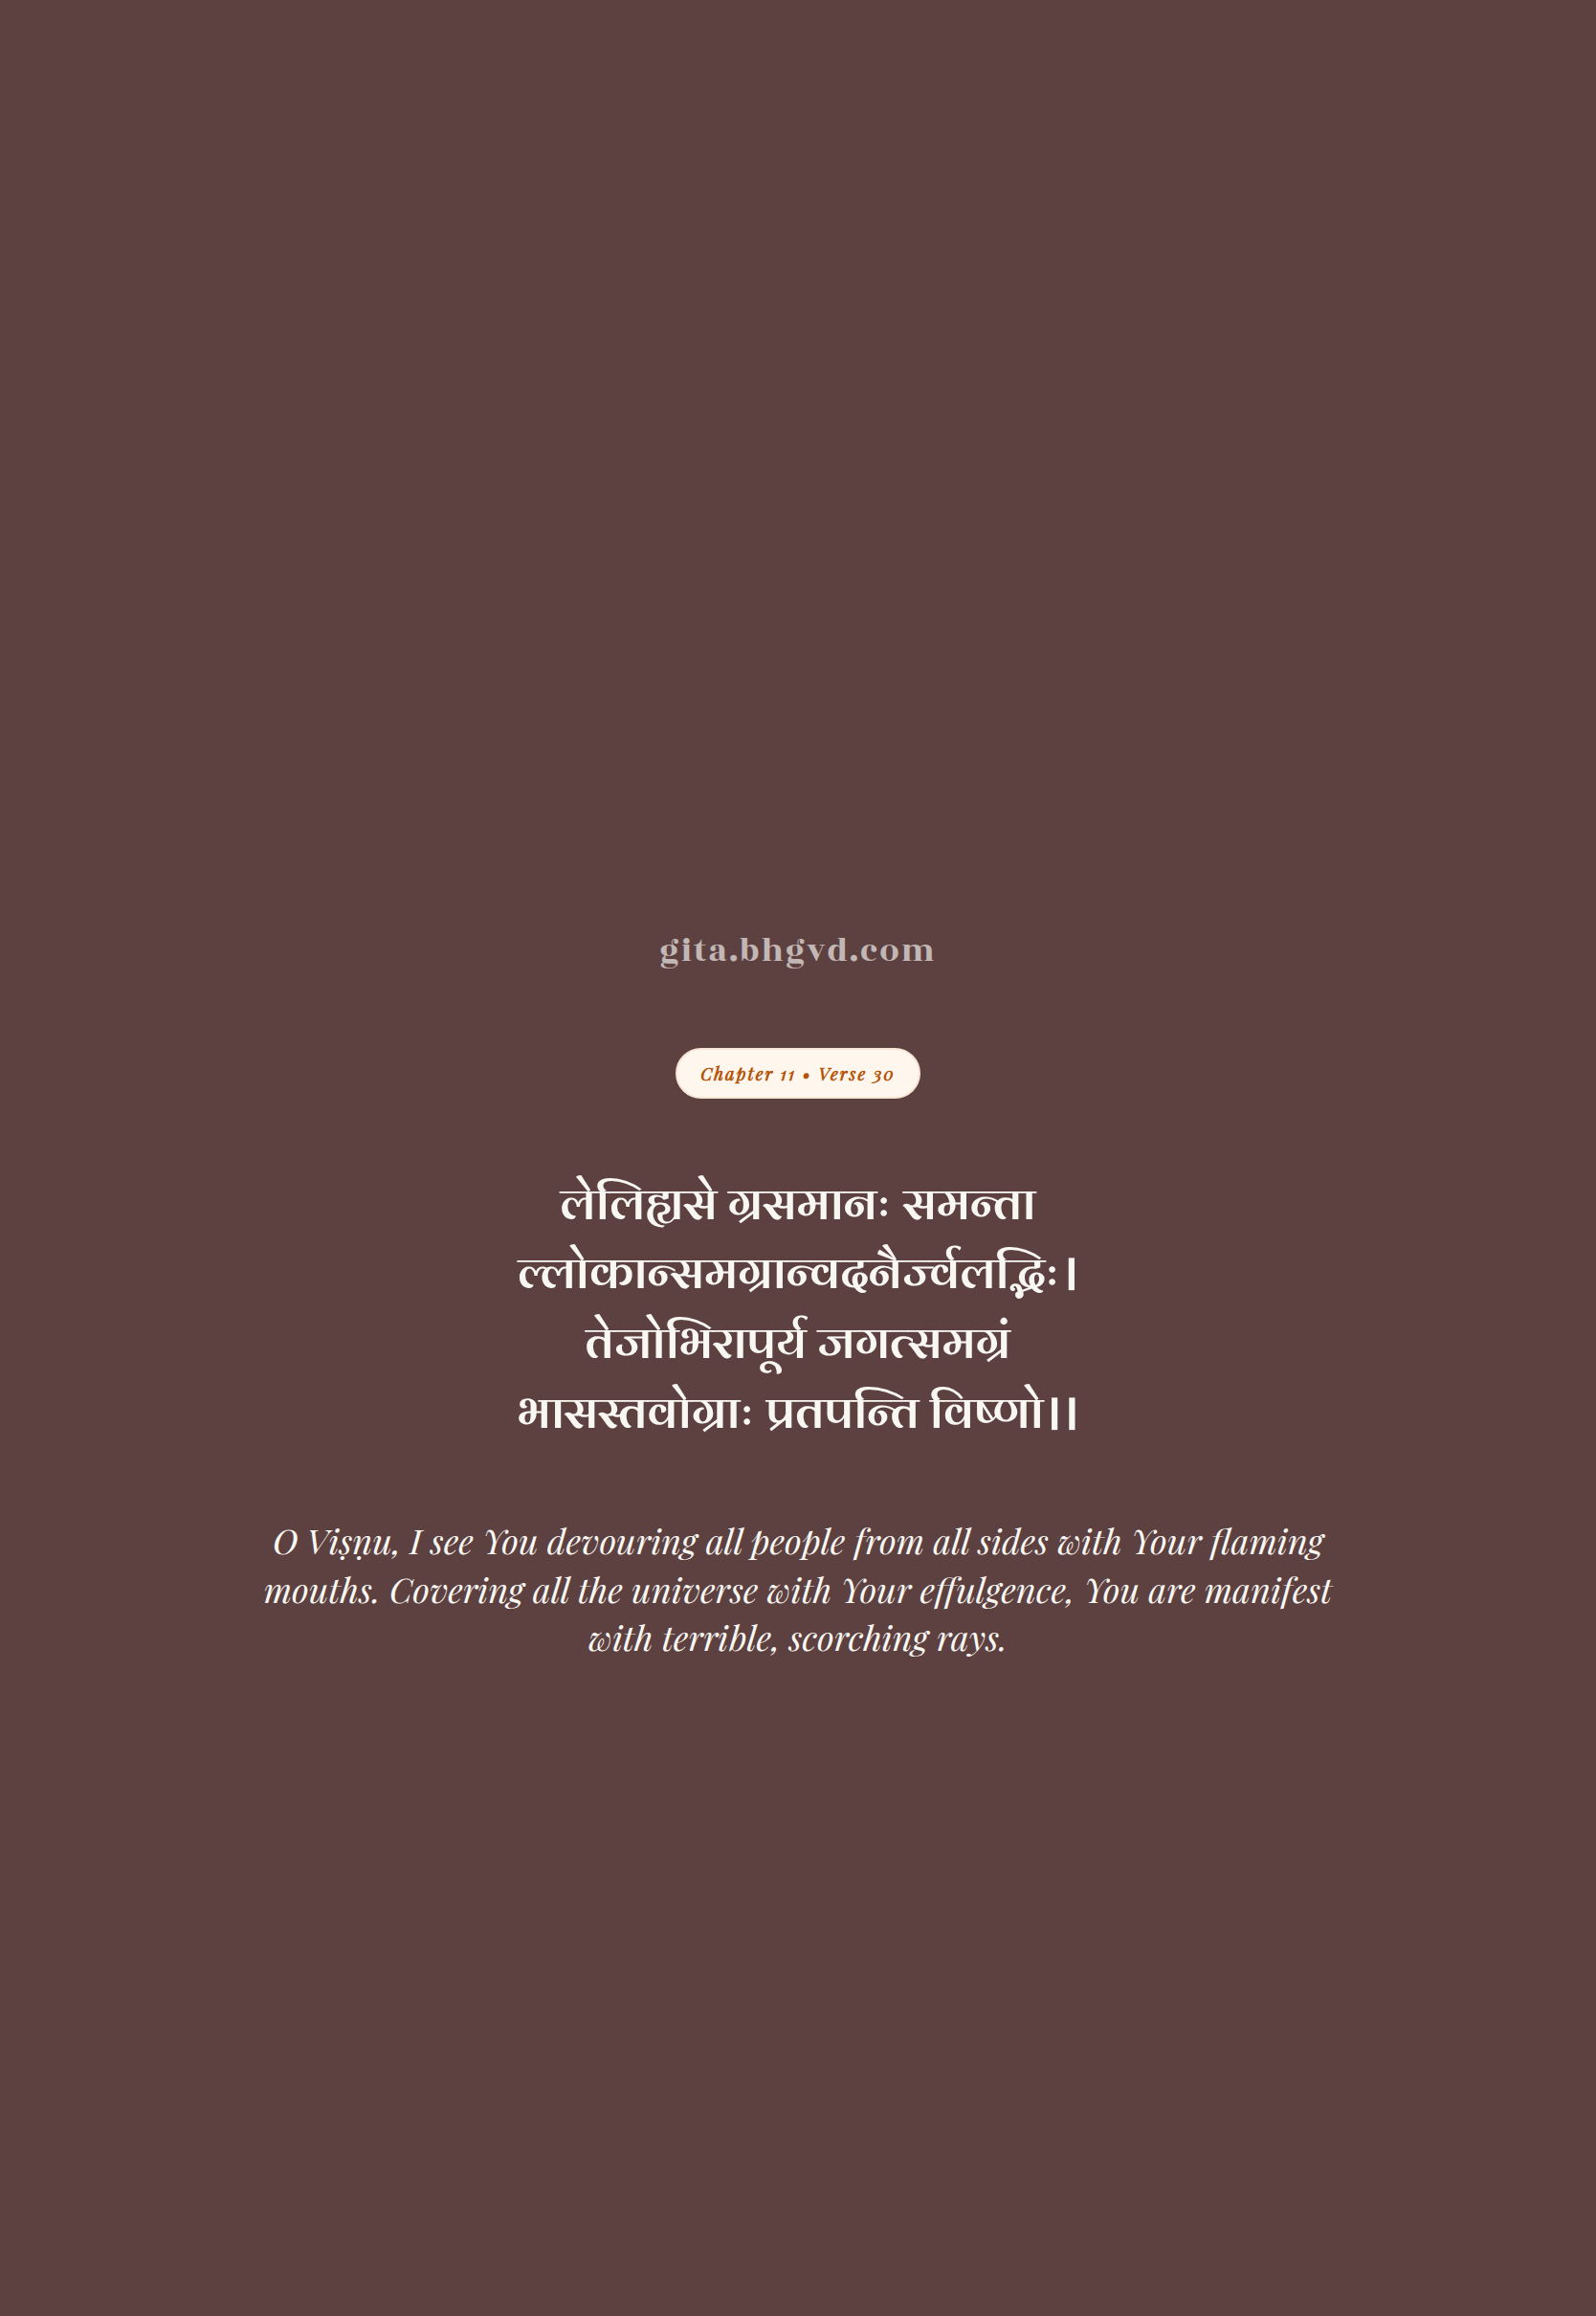 gita.bhgvd.com
Chapter 11 • Verse 30
लेलिह्यसे ग्रसमानः समन्ता
ल्लोकान्समग्रान्वदनैर्ज्वलद्भिः।
तेजोभिरापूर्य जगत्समग्रं
भासस्तवोग्राः प्रतपन्ति विष्णो।।
O Viṣṇu, I see You devouring all people from all sides with Your flaming
mouths. Covering all the universe with Your effulgence, You are manifest
with terrible, scorching rays.